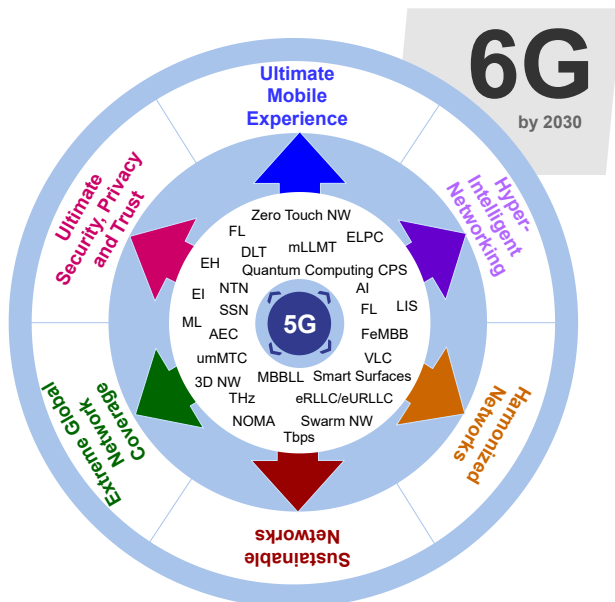 6G
by 2030
Ultimate
Mobile
Experience
Hyper-
Intelligent
Networking
Harmonized
Networks
Sustainable
Networks
Extreme Global
Network
Coverage
Ultimate
Security, Privacy
and Trust
Zero Touch NW
FL
ELPC
DLT
mLLMT
EH
Quantum Computing CPS
NTN
AI
EI
SSN
FL
LIS
ML
AEC
FeMBB
5G
umMTC
VLC
3D NW
MBBLL
Smart Surfaces
THz
eRLLC/eURLLC
NOMA
Swarm NW
Tbps